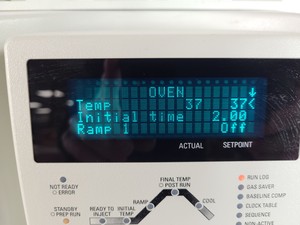 OVEN ↓
Temp 37 37<
Initial time 2.00
Ramp 1 Off
ACTUAL SETPOINT
NOT READY
ERROR
STANDBY
PREP RUN
READY TO
INJECT
INITIAL
TEMP
RAMP
FINAL TEMP
POST RUN
COOL
RUN LOG
GAS SAVER
BASELINE COMP
CLOCK TABLE
SEQUENCE
NON-ACTIVE